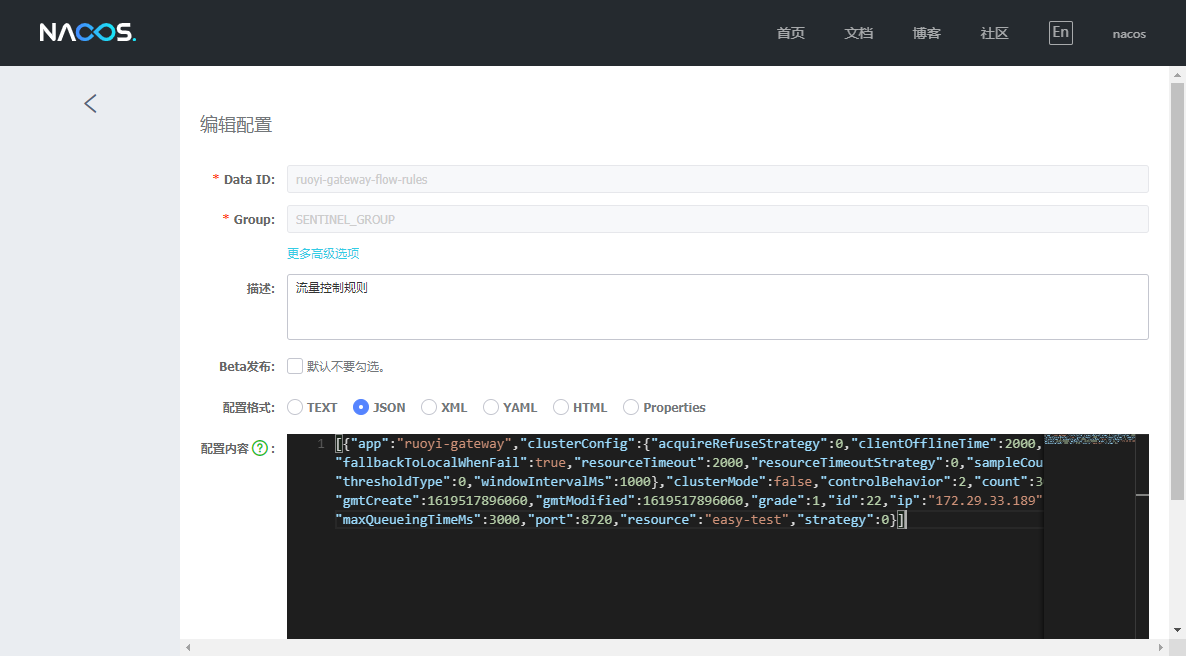 NACOS.
首页 文档 博客 社区 En nacos
编辑配置
* Data ID: ruoyi-gateway-flow-rules
* Group: SENTINEL_GROUP
更多高级选项
描述: 流量控制规则
Beta发布: 默认不要勾选。
配置格式: TEXT JSON XML YAML HTML Properties
配置内容 ? :
1 [{"app":"ruoyi-gateway","clusterConfig":{"acquireRefuseStrategy":0,"clientOfflineTime":2000,
"fallbackToLocalWhenFail":true,"resourceTimeout":2000,"resourceTimeoutStrategy":0,"sampleCou
"thresholdType":0,"windowIntervalMs":1000},"clusterMode":false,"controlBehavior":2,"count":3
"gmtCreate":1619517896060,"gmtModified":1619517896060,"grade":1,"id":22,"ip":"172.29.33.189"
"maxQueueingTimeMs":3000,"port":8720,"resource":"easy-test","strategy":0}]